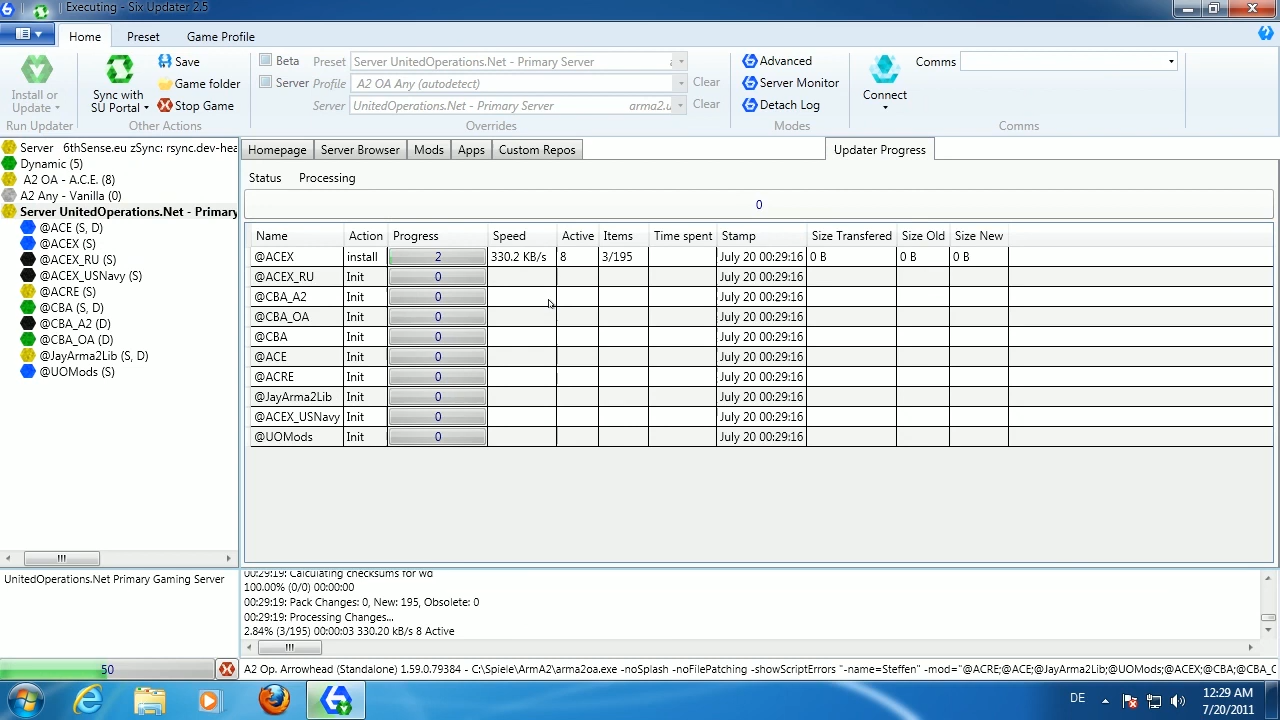 Executing - Six Updater 2.5
Home Preset Game Profile
Install or Update
Run Updater
Sync with SU Portal
Save
Game folder
Stop Game
Other Actions
Beta Preset Server UnitedOperations.Net - Primary Server
Server Profile A2 OA Any (autodetect) Clear
Server UnitedOperations.Net - Primary Server arma2.u Clear
Overrides
Advanced
Server Monitor
Detach Log
Modes
Connect
Comms
Comms
Server 6thSense.eu zSync: rsync.dev-hea
Dynamic (5)
A2 OA - A.C.E. (8)
A2 Any - Vanilla (0)
Server UnitedOperations.Net - Primary
@ACE (S, D)
@ACEX (S)
@ACEX_RU (S)
@ACEX_USNavy (S)
@ACRE (S)
@CBA (S, D)
@CBA_A2 (D)
@CBA_OA (D)
@JayArma2Lib (S, D)
@UOMods (S)
UnitedOperations.Net Primary Gaming Server
50
Homepage Server Browser Mods Apps Custom Repos Updater Progress
Status Processing
0
Name Action Progress Speed Active Items Time spent Stamp Size Transfered Size Old Size New
@ACEX install 2 330.2 KB/s 8 3/195 July 20 00:29:16 0 B 0 B 0 B
@ACEX_RU Init 0 July 20 00:29:16
@CBA_A2 Init 0 July 20 00:29:16
@CBA_OA Init 0 July 20 00:29:16
@CBA Init 0 July 20 00:29:16
@ACE Init 0 July 20 00:29:16
@ACRE Init 0 July 20 00:29:16
@JayArma2Lib Init 0 July 20 00:29:16
@ACEX_USNavy Init 0 July 20 00:29:16
@UOMods Init 0 July 20 00:29:16
00:29:19: Calculating checksums for wd
100.00% (0/0) 00:00:00
00:29:19: Pack Changes: 0, New: 195, Obsolete: 0
00:29:19: Processing Changes...
2.84% (3/195) 00:00:03 330.20 kB/s 8 Active
A2 Op. Arrowhead (Standalone) 1.59.0.79384 - C:\Spiele\ArmA2\arma2oa.exe -noSplash -noFilePatching -showScriptErrors "-name=Steffen" -mod="@ACRE;@ACE;@JayArma2Lib;@UOMods;@ACEX;@CBA;@CBA_O
DE
12:29 AM
7/20/2011